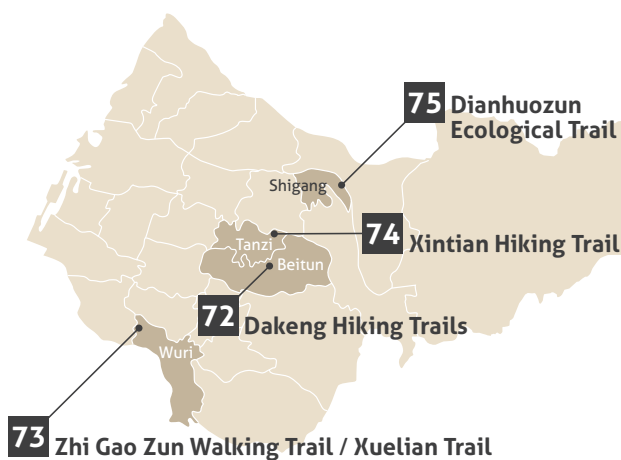 75 Dianhuozun
Ecological Trail
Shigang
74 Xintian Hiking Trail
Tanzi
Beitun
72 Dakeng Hiking Trails
Wuri
73 Zhi Gao Zun Walking Trail / Xuelian Trail